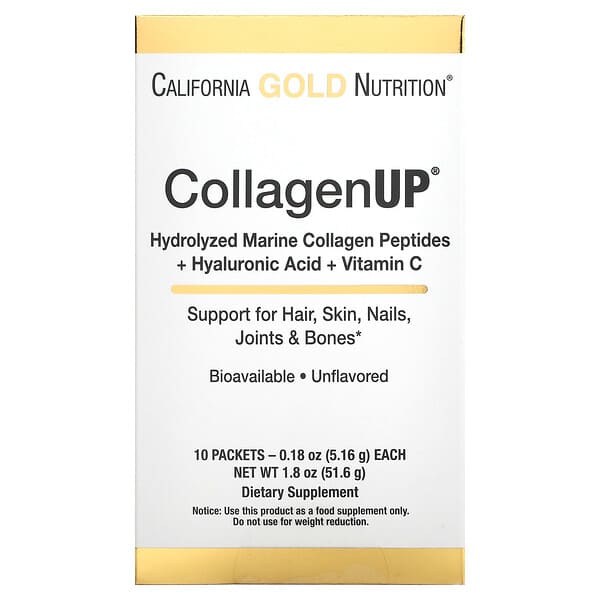 CALIFORNIA GOLD NUTRITION®
CollagenUP®
Hydrolyzed Marine Collagen Peptides
+ Hyaluronic Acid + Vitamin C
Support for Hair, Skin, Nails,
Joints & Bones*
Bioavailable • Unflavored
10 PACKETS – 0.18 oz (5.16 g) EACH
NET WT 1.8 oz (51.6 g)
Dietary Supplement
Notice: Use this product as a food supplement only.
Do not use for weight reduction.